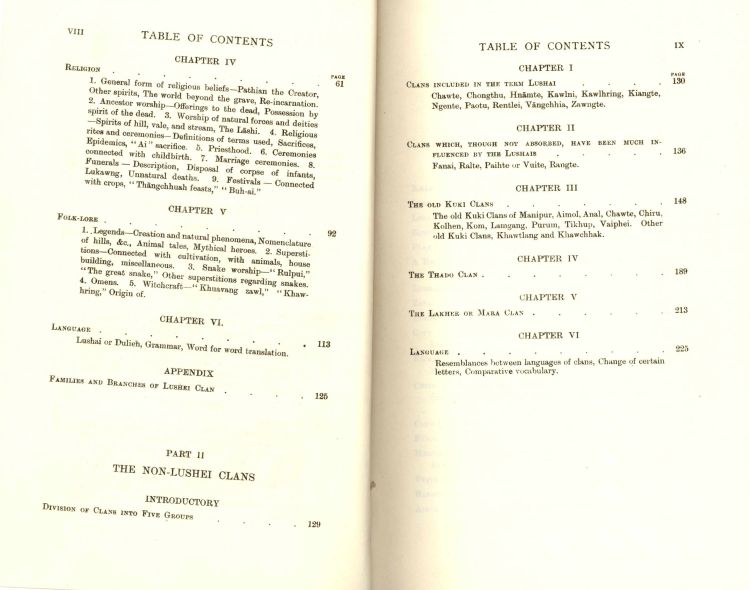 VIII
TABLE OF CONTENTS
CHAPTER IV
PAGE
RELIGION . . . . . . . . 61
1. General form of religious beliefs—Pathian the Creator,
Other spirits, The world beyond the grave, Re-incarnation.
2. Ancestor worship—Offerings to the dead, Possession by
spirit of the dead. 3. Worship of natural forces and deities
—Spirits of hill, vale, and stream, The Lāshi. 4. Religious
rites and ceremonies—Definitions of terms used, Sacrifices,
Epidemics, "Ai" sacrifice. 5. Priesthood. 6. Ceremonies
connected with childbirth. 7. Marriage ceremonies. 8.
Funerals — Description, Disposal of corpse of infants,
Lukawng, Unnatural deaths. 9. Festivals — Connected
with crops, "Thāngchhuah feasts," "Buh-ai."
CHAPTER V
FOLK-LORE . . . . . . . . 92
1. Legends—Creation and natural phenomena, Nomenclature
of hills, &c., Animal tales, Mythical heroes. 2. Supersti-
tions—Connected with cultivation, with animals, house
building, miscellaneous. 3. Snake worship—"Rulpui,"
"The great snake," Other superstitions regarding snakes.
4. Omens. 5. Witchcraft—"Khuavang zawl," "Khaw-
hring," Origin of.
CHAPTER VI.
LANGUAGE . . . . . . . . 113
Lushai or Dulieh, Grammar, Word for word translation.
APPENDIX
FAMILIES AND BRANCHES OF LUSHEI CLAN . . . . 125
PART II
THE NON-LUSHEI CLANS
INTRODUCTORY
DIVISION OF CLANS INTO FIVE GROUPS . . . . 129
TABLE OF CONTENTS IX
CHAPTER I
PAGE
CLANS INCLUDED IN THE TERM LUSHAI . . . . . 130
Chawte, Chongthu, Hnāmte, Kawlni, Kawlhring, Kiangte,
Ngente, Paotu, Rentlei, Vāngchhia, Zawngte.
CHAPTER II
CLANS WHICH, THOUGH NOT ABSORBED, HAVE BEEN MUCH IN-
FLUENCED BY THE LUSHAIS . . . . . 136
Fanai, Ralte, Paihte or Vuite, Rangte.
CHAPTER III
THE OLD KUKI CLANS . . . . . . 148
The old Kuki Clans of Manipur, Aimol, Anal, Chawte, Chiru,
Kolhen, Kom, Lamgang, Purum, Tikhup, Vaiphei. Other
old Kuki Clans, Khawtlang and Khawchhak.
CHAPTER IV
THE THADO CLAN . . . . . . . 189
CHAPTER V
THE LAKHER OR MARA CLAN . . . . . 213
CHAPTER VI
LANGUAGE . . . . . . . 225
Resemblances between languages of clans, Change of certain
letters, Comparative vocabulary.